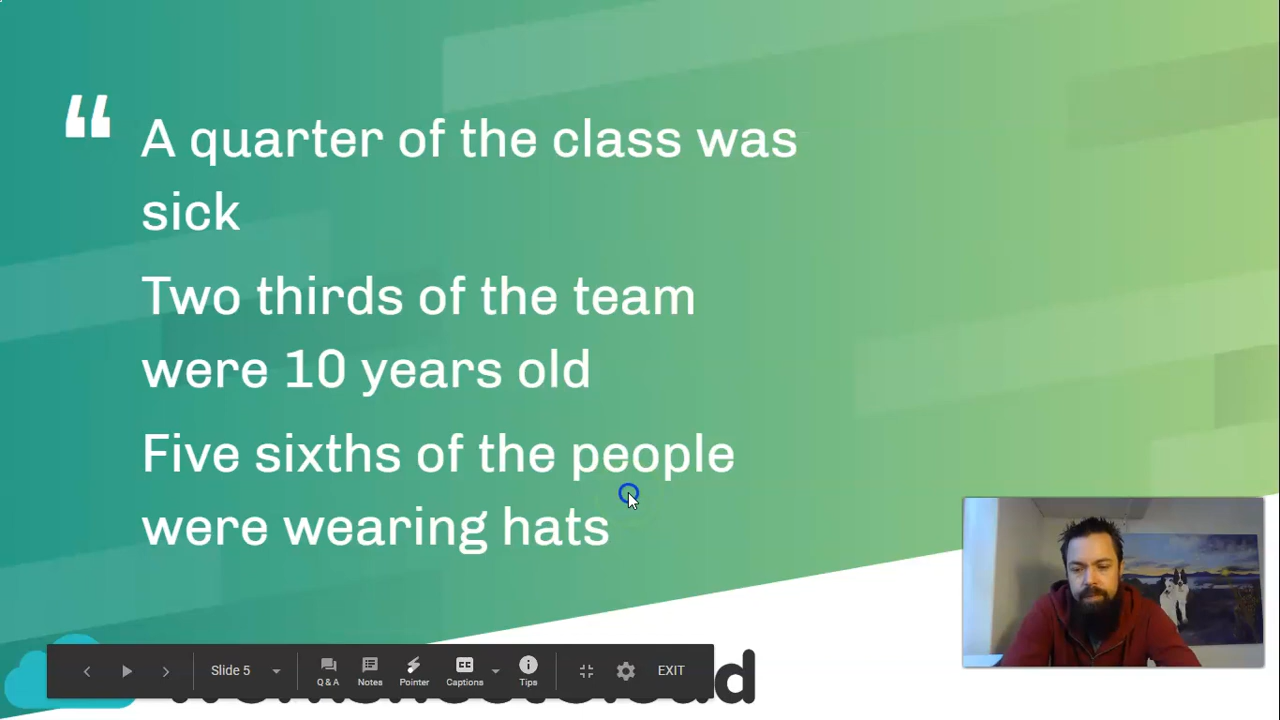 “
A quarter of the class was
sick
Two thirds of the team
were 10 years old
Five sixths of the people
were wearing hats
Slide 5
Q & A
Notes
Pointer
CC
Captions
Tips
EXIT